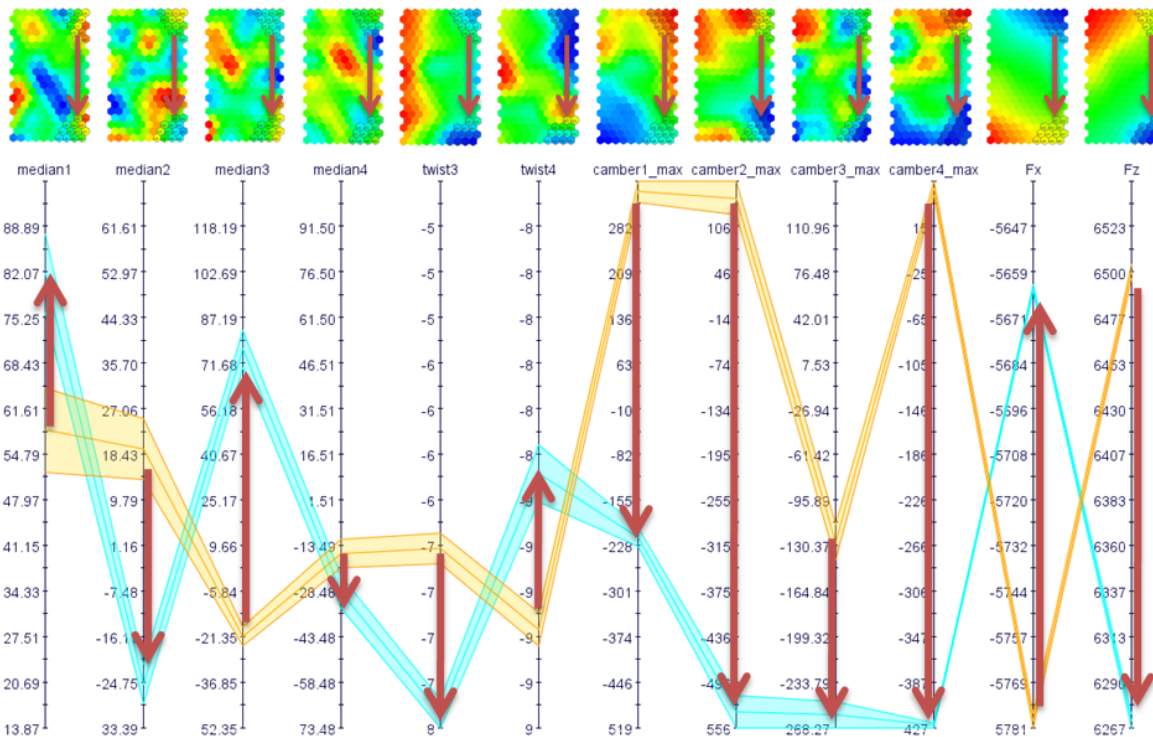 median1 median2 median3 median4 twist3 twist4 camber1_max camber2_max camber3_max camber4_max Fx Fz
88.89 61.61 118.19 91.50 -5 -8 282 106 110.96 -5647 6523
82.07 52.97 102.69 76.50 -5 -8 209 46 76.48 -25 -5659 6500
75.25 44.33 87.19 61.50 -5 -8 136 -14 42.01 -65 -5671 6477
68.43 35.70 71.68 46.51 -6 -8 63 -74 7.53 -105 -5684 6453
61.61 27.06 56.18 31.51 -6 -8 -10 -134 -26.94 -146 -5696 6430
54.79 18.43 40.67 16.51 -6 -8 -82 -195 -61.42 -186 -5708 6407
47.97 9.79 25.17 1.51 -6 -9 -155 -255 -95.89 -226 -5720 6383
41.15 1.16 9.66 -13.49 -7 -9 -228 -315 -130.37 -266 -5732 6360
34.33 -7.48 -5.84 -28.48 -7 -9 -301 -375 -164.84 -306 -5744 6337
27.51 -21.35 -43.48 -7 -9 -374 -436 -199.32 -347 -5757 6313
20.69 -24.75 -36.85 -58.48 -7 -9 -446 -233.79 -387 -5769 6290
13.87 33.39 52.35 73.48 8 9 519 556 268.27 427 5781 6267